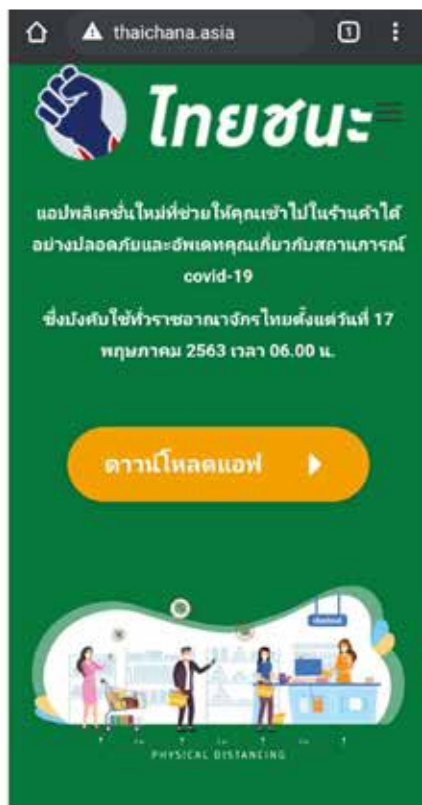 thaichana.asia
1
ไทยชนะ
แอปพลิเคชั่นใหม่ที่ช่วยให้คุณเข้าไปในร้านค้าได้
อย่างปลอดภัยและอัพเดทคุณเกี่ยวกับสถานการณ์
covid-19
ซึ่งบังคับใช้ทั่วราชอาณาจักรไทยตั้งแต่วันที่ 17
พฤษภาคม 2563 เวลา 06.00 น.
ดาวน์โหลดแอฟ
checkout
PHYSICAL DISTANCING